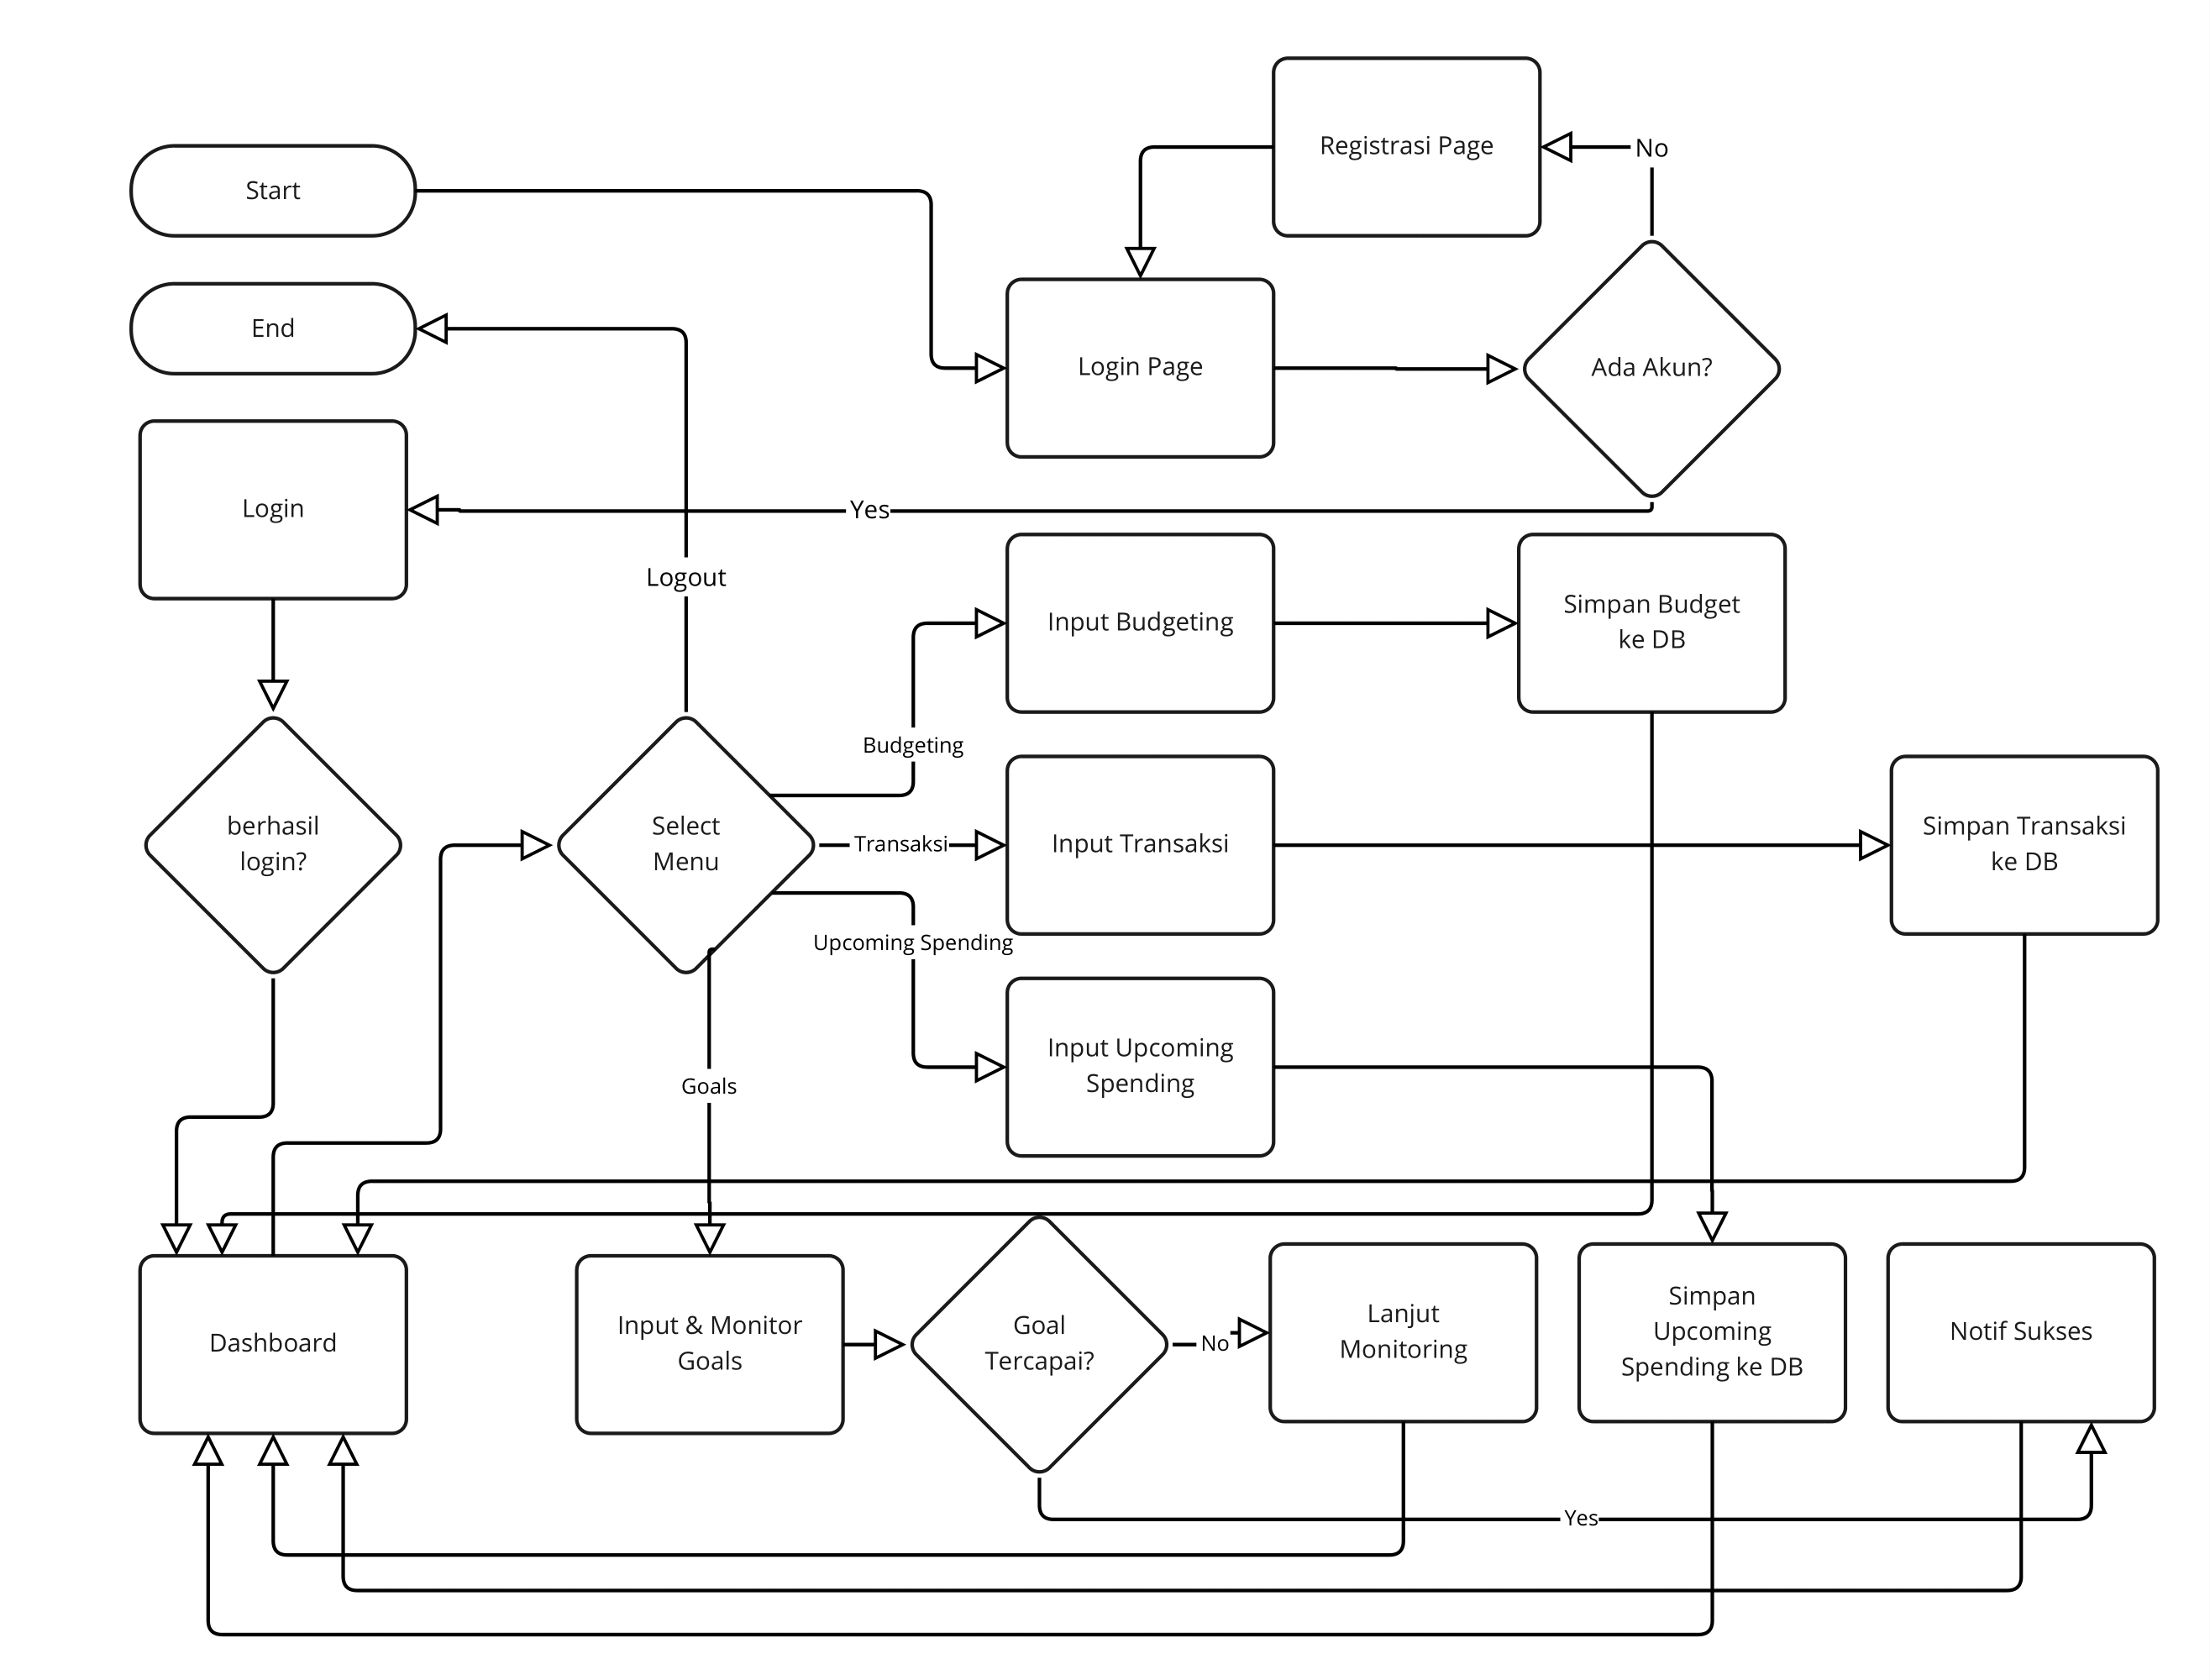 Registrasi Page
No
Start
End
Login Page
Ada Akun?
Login
Yes
Logout
Input Budgeting
Simpan Budget
ke DB
Budgeting
berhasil
login?
Select
Menu
Transaksi
Input Transaksi
Simpan Transaksi
ke DB
Upcoming Spending
Input Upcoming
Spending
Goals
Dashboard
Input & Monitor
Goals
Goal
Tercapai?
No
Lanjut
Monitoring
Simpan
Upcoming
Spending ke DB
Notif Sukses
Yes